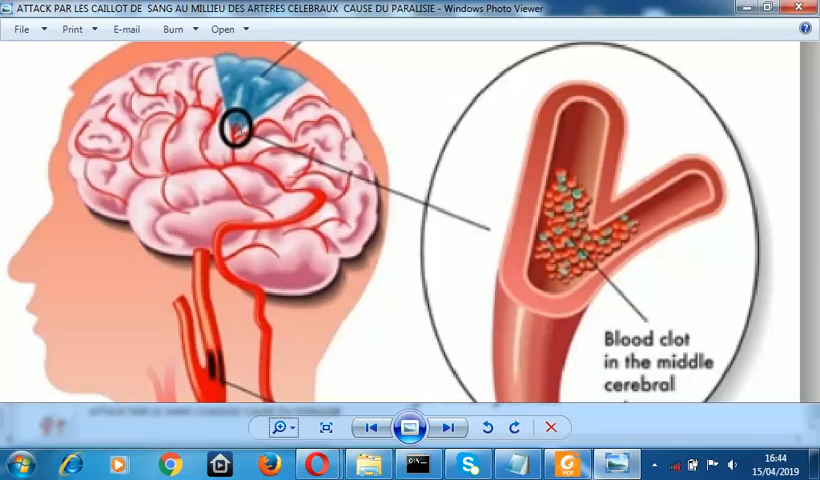 ATTACK PAR LES CAILLOT DE  SANG AU MILLIEU DES ARTERES CELEBRAUX  CAUSE DU PARALISIE - Windows Photo Viewer
File Print E-mail Burn Open
Blood clot
in the middle
cerebral
PDF
16:44
15/04/2019